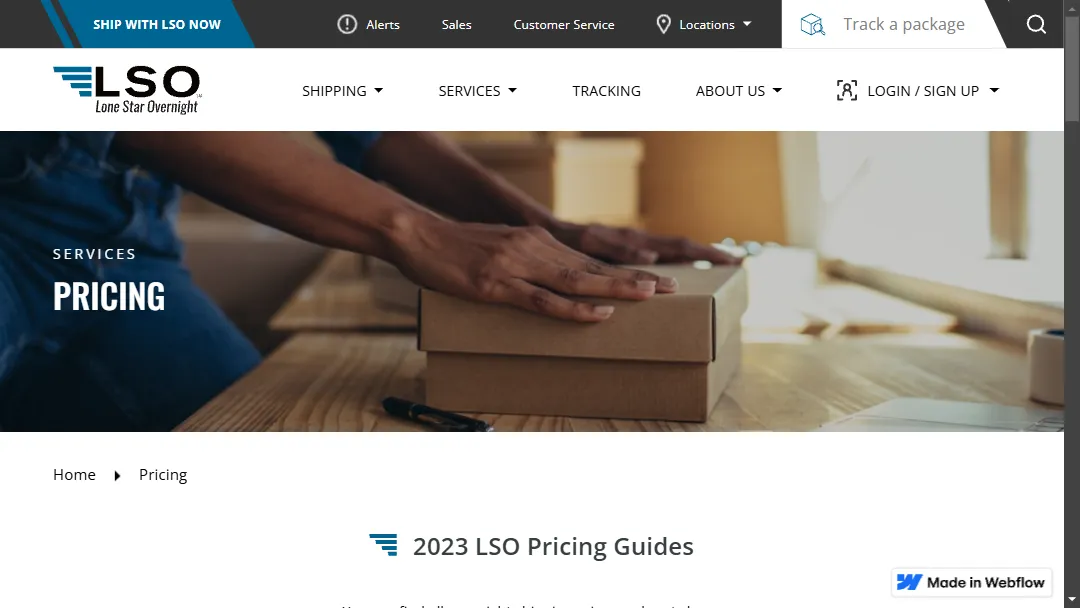 SHIP WITH LSO NOW
Alerts
Sales
Customer Service
Locations
Track a package
LSO
Lone Star Overnight
SHIPPING
SERVICES
TRACKING
ABOUT US
LOGIN / SIGN UP
SERVICES
PRICING
Home
Pricing
2023 LSO Pricing Guides
Made in Webflow